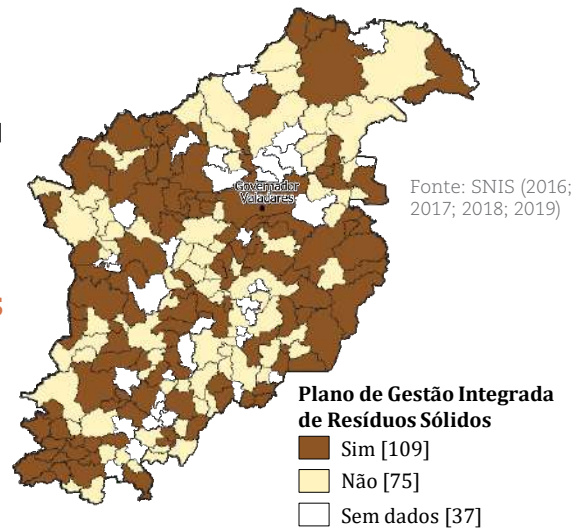 Governador
Valadares
Fonte: SNIS (2016;
2017; 2018; 2019)
Plano de Gestão Integrada
de Resíduos Sólidos
Sim [109]
Não [75]
Sem dados [37]